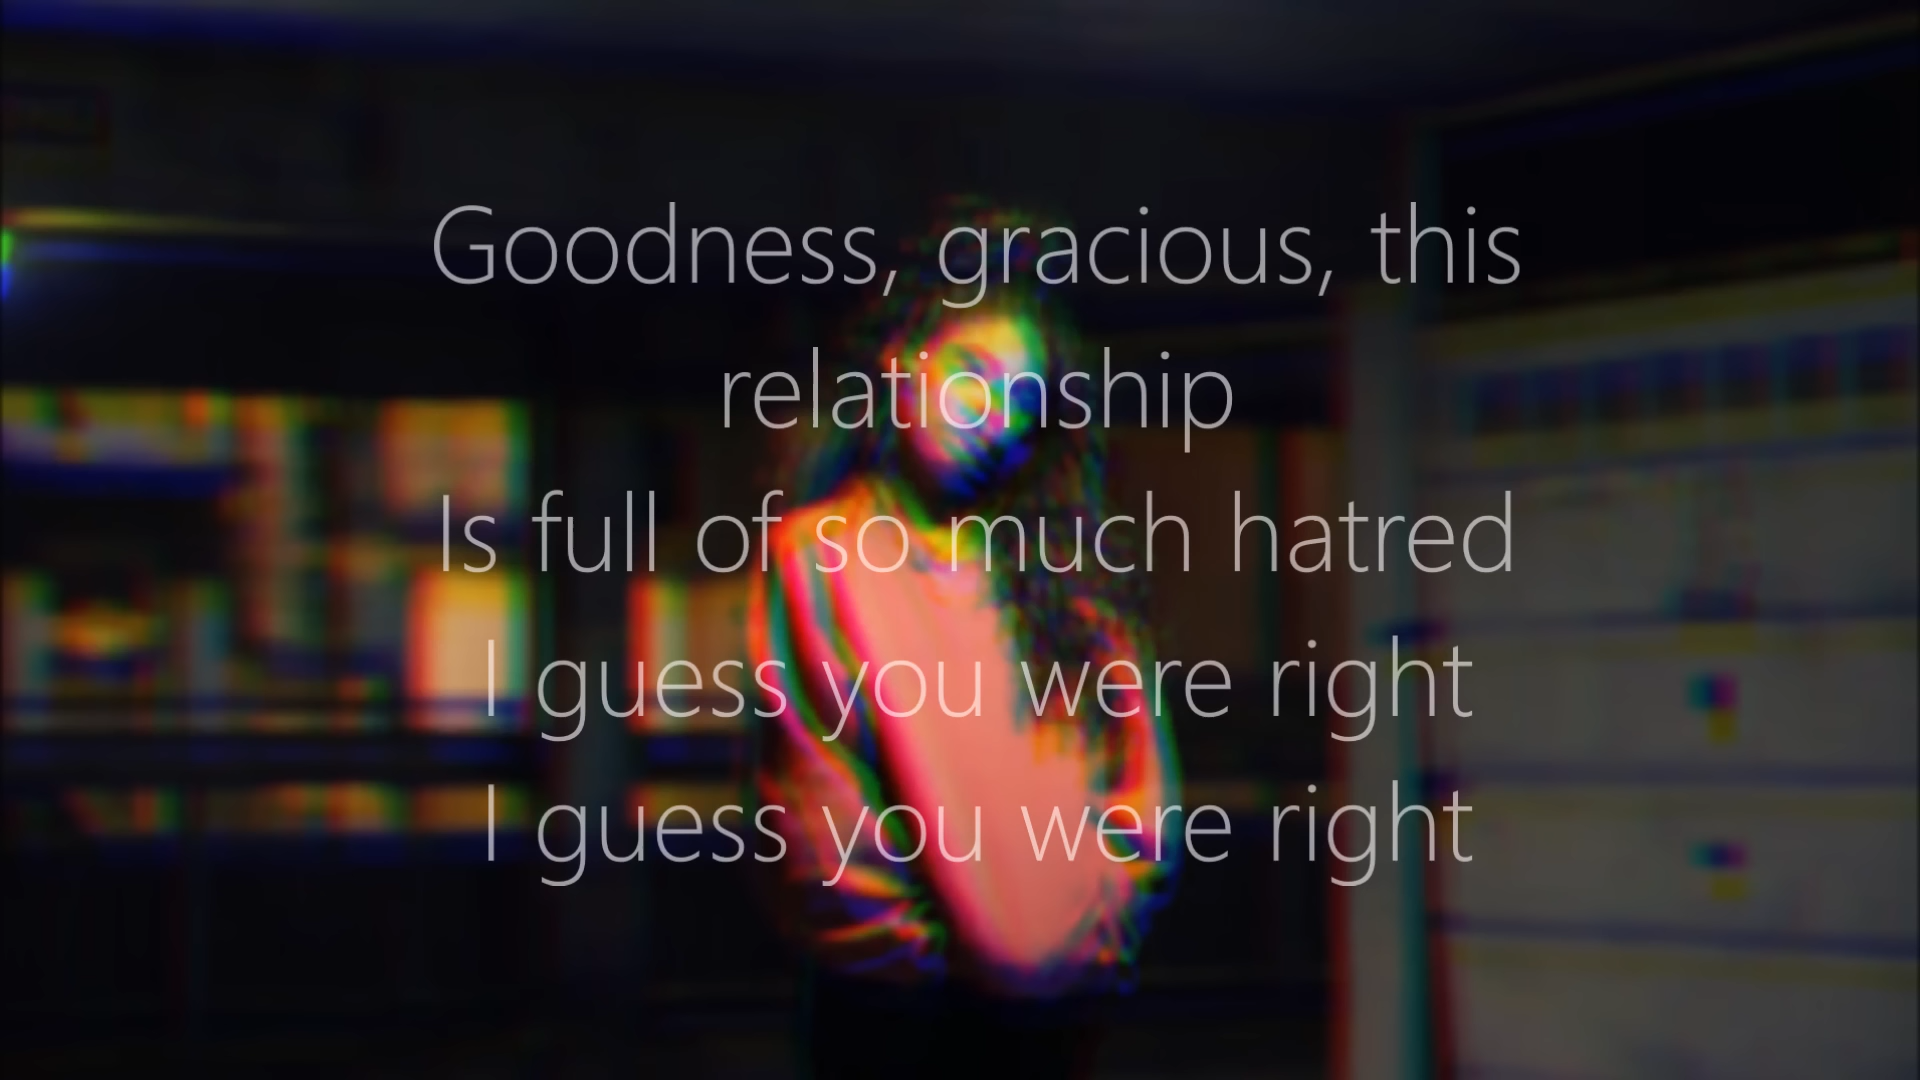 Goodness, gracious, this
relationship
Is full of so much hatred
I guess you were right
I guess you were right